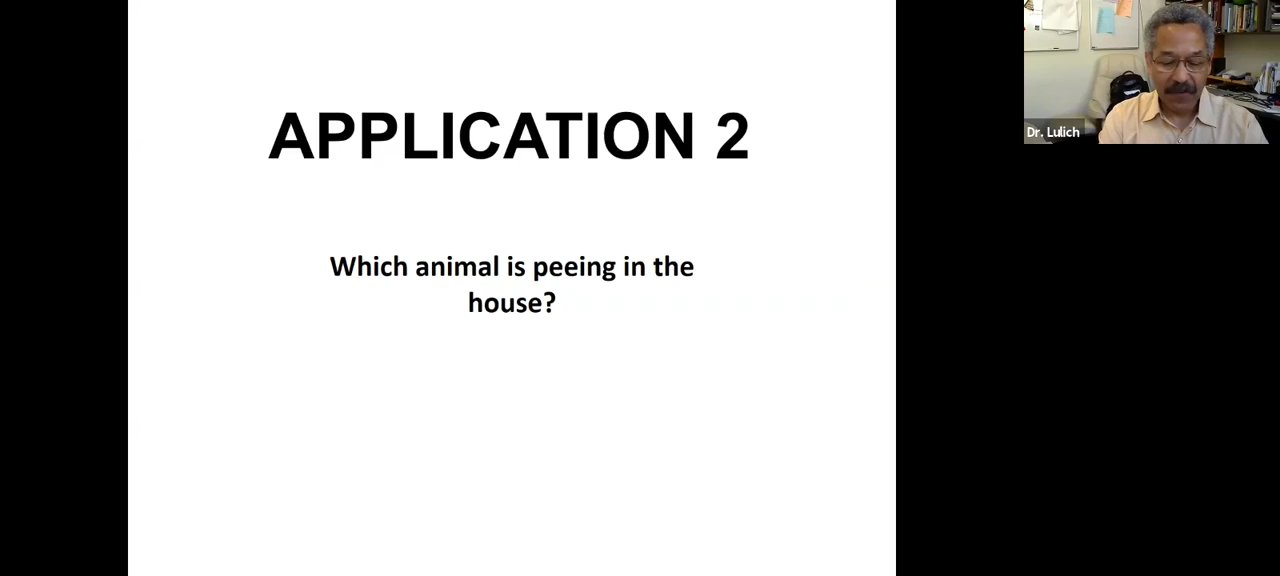 APPLICATION 2
Which animal is peeing in the
house?
Dr. Lulich